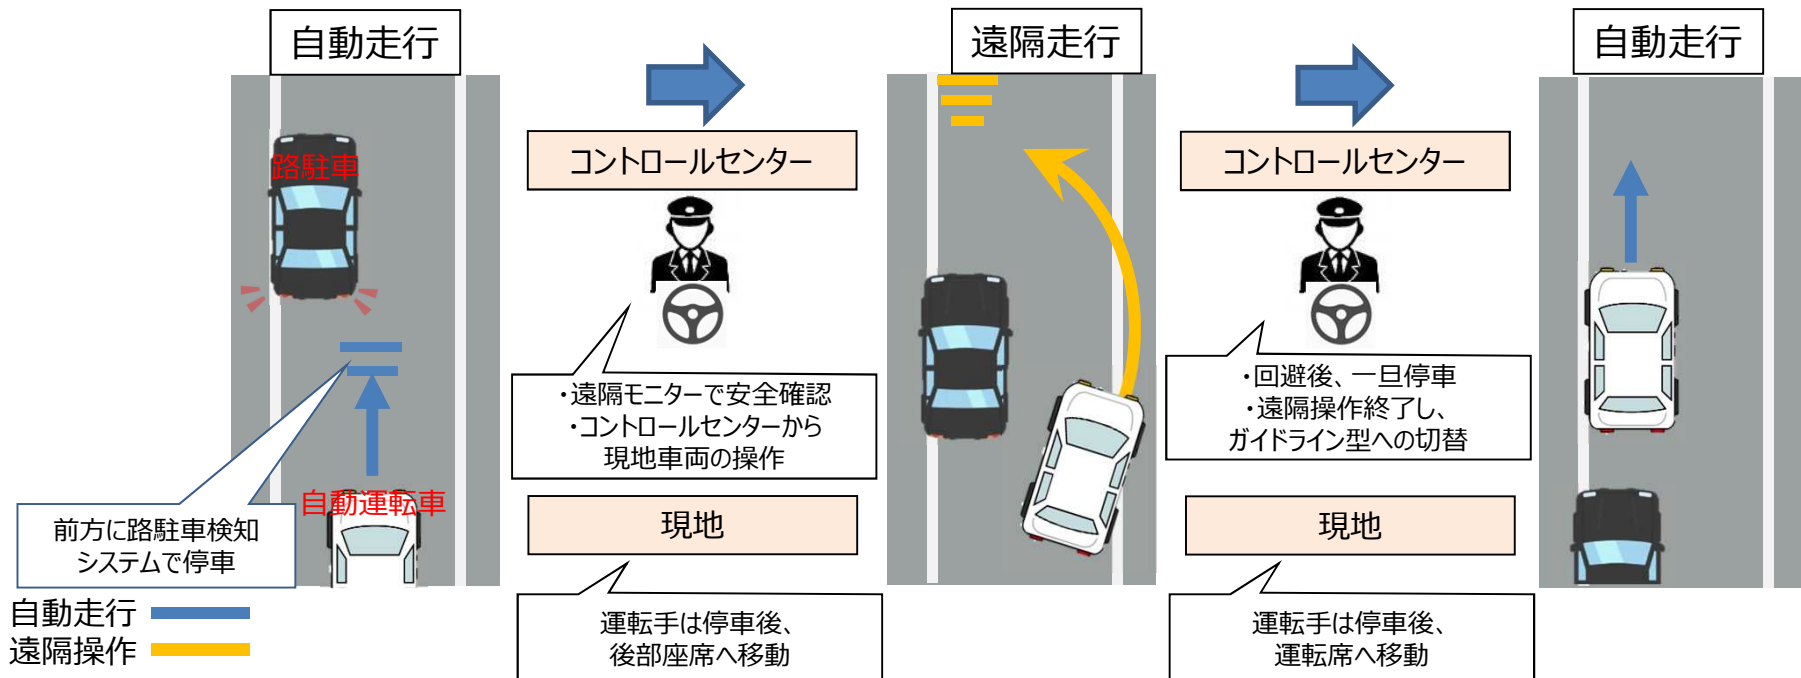 自動走行
路駐車
自動運転車
前方に路駐車検知
システムで停車
自動走行
遠隔操作
コントロールセンター
・遠隔モニターで安全確認
・コントロールセンターから
現地車両の操作
現地
運転手は停車後、
後部座席へ移動
遠隔走行
コントロールセンター
・回避後、一旦停車
・遠隔操作終了し、
ガイドライン型への切替
現地
運転手は停車後、
運転席へ移動
自動走行